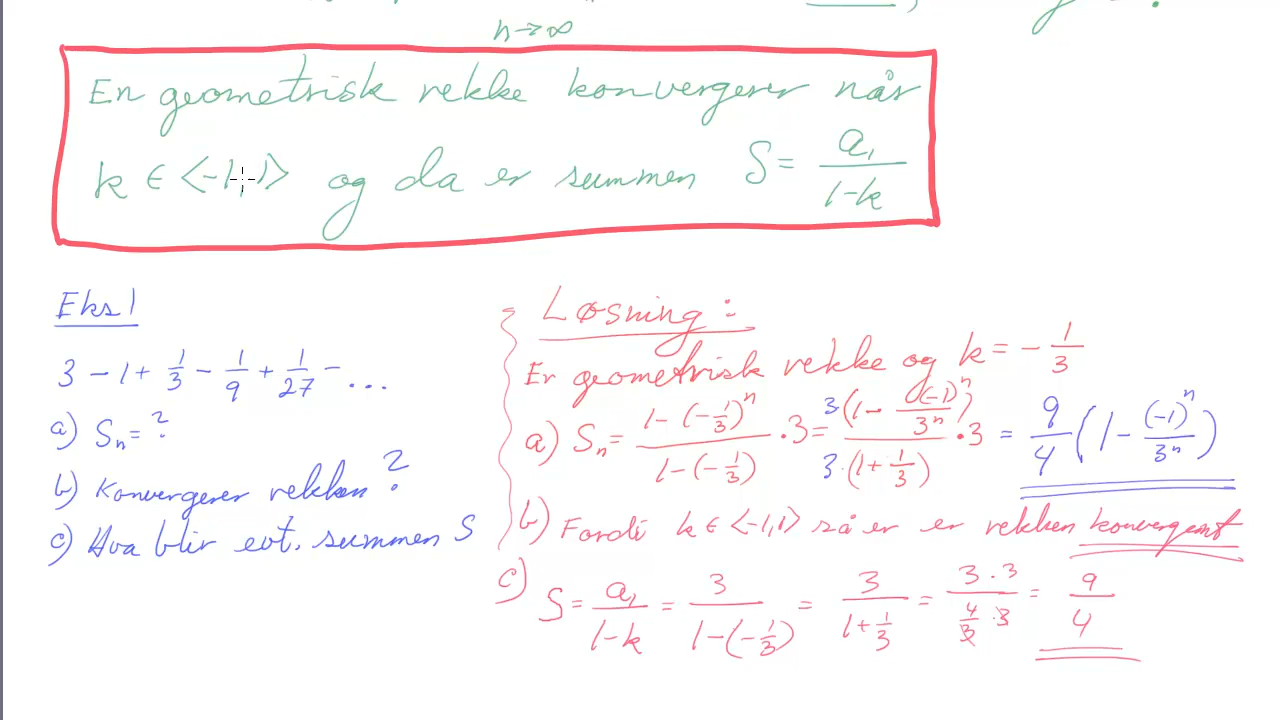 n→∞
En geometrisk rekke konvergerer når
k ∈ ⟨-1,1⟩ og da er summen S = a₁/(1-k)
Eks 1
3 - 1 + 1/3 - 1/9 + 1/27 - ...
a) Sₙ = ?
b) Konvergerer rekken?
c) Hva blir evt. summen S
Løsning:
Er geometrisk rekke og k = -1/3
a) Sₙ = (1-(-1/3)ⁿ)/(1-(-1/3)) · 3 = 3(1 - (-1)ⁿ/3ⁿ)/(3·(1+1/3)) · 3 = 9/4 (1 - (-1)ⁿ/3ⁿ)
b) Fordi k ∈ ⟨-1,1⟩ så er er rekken konvergent
c) S = a₁/(1-k) = 3/(1-(-1/3)) = 3/(1+1/3) = 3·3/(4/3·3) = 9/4